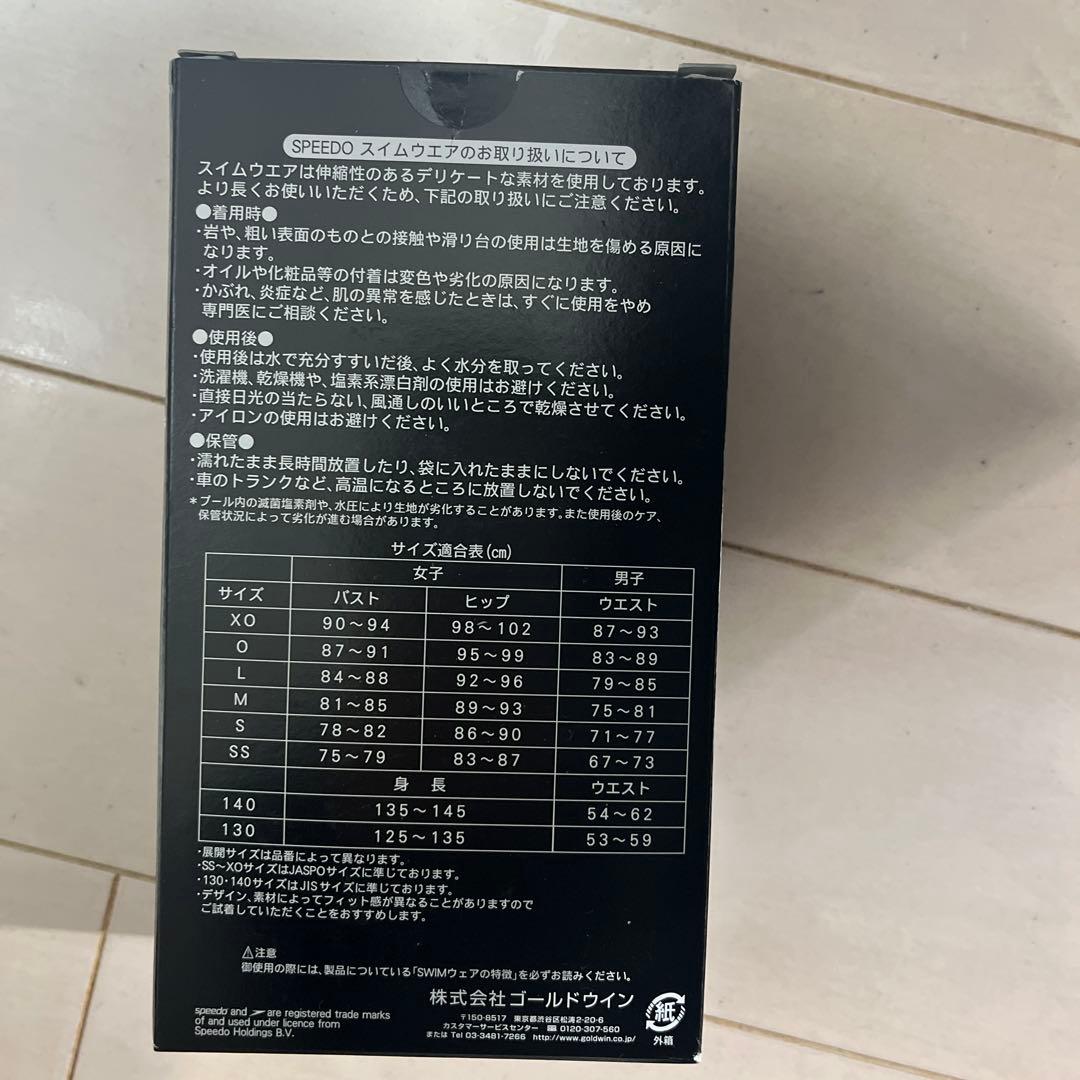 SPEEDO スイムウエアのお取り扱いについて
スイムウエアは伸縮性のあるデリケートな素材を使用しております。
より長くお使いいただくため、下記の取り扱いにご注意ください。
●着用時●
・岩や、粗い表面のものとの接触や滑り台の使用は生地を傷める原因に
なります。
・オイルや化粧品等の付着は変色や劣化の原因になります。
・かぶれ、炎症など、肌の異常を感じたときは、すぐに使用をやめ
専門医にご相談ください。
●使用後●
・使用後は水で充分すすいだ後、よく水分を取ってください。
・洗濯機、乾燥機や、塩素系漂白剤の使用はお避けください。
・直接日光の当たらない、風通しのいいところで乾燥させてください。
・アイロンの使用はお避けください。
●保管●
・濡れたまま長時間放置したり、袋に入れたままにしないでください。
・車のトランクなど、高温になるところに放置しないでください。
＊プール内の滅菌塩素剤や、水圧により生地が劣化することがあります。また使用後のケア、
保管状況によって劣化が進む場合があります。
サイズ適合表(㎝)
女子 男子
サイズ バスト ヒップ ウエスト
XO 90～94 98～102 87～93
O 87～91 95～99 83～89
L 84～88 92～96 79～85
M 81～85 89～93 75～81
S 78～82 86～90 71～77
SS 75～79 83～87 67～73
身長 ウエスト
140 135～145 54～62
130 125～135 53～59
・展開サイズは品番によって異なります。
・SS～XOサイズはJASPOサイズに準じております。
・130・140サイズはJISサイズに準じております。
・デザイン、素材によってフィット感が異なることがありますので
ご試着していただくことをおすすめします。
⚠注意
御使用の際には、製品についている「SWIMウェアの特徴」を必ずお読みください。
株式会社ゴールドウイン
〒150-8517 東京都渋谷区松濤2-20-6
カスタマーサービスセンター 0120-307-560
または Tel 03-3481-7266 http://www.goldwin.co.jp/
speedo and are registered trade marks
of and used under licence from
Speedo Holdings B.V.
紙
外箱